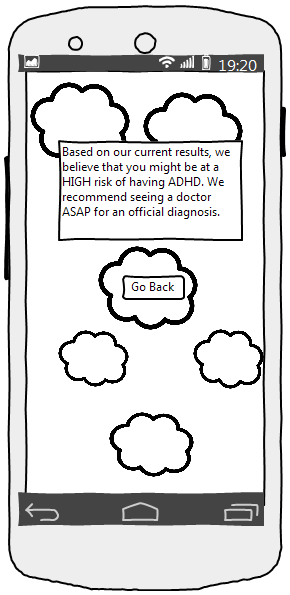 19:20
Based on our current results, we
believe that you might be at a
HIGH risk of having ADHD. We
recommend seeing a doctor
ASAP for an official diagnosis.
Go Back